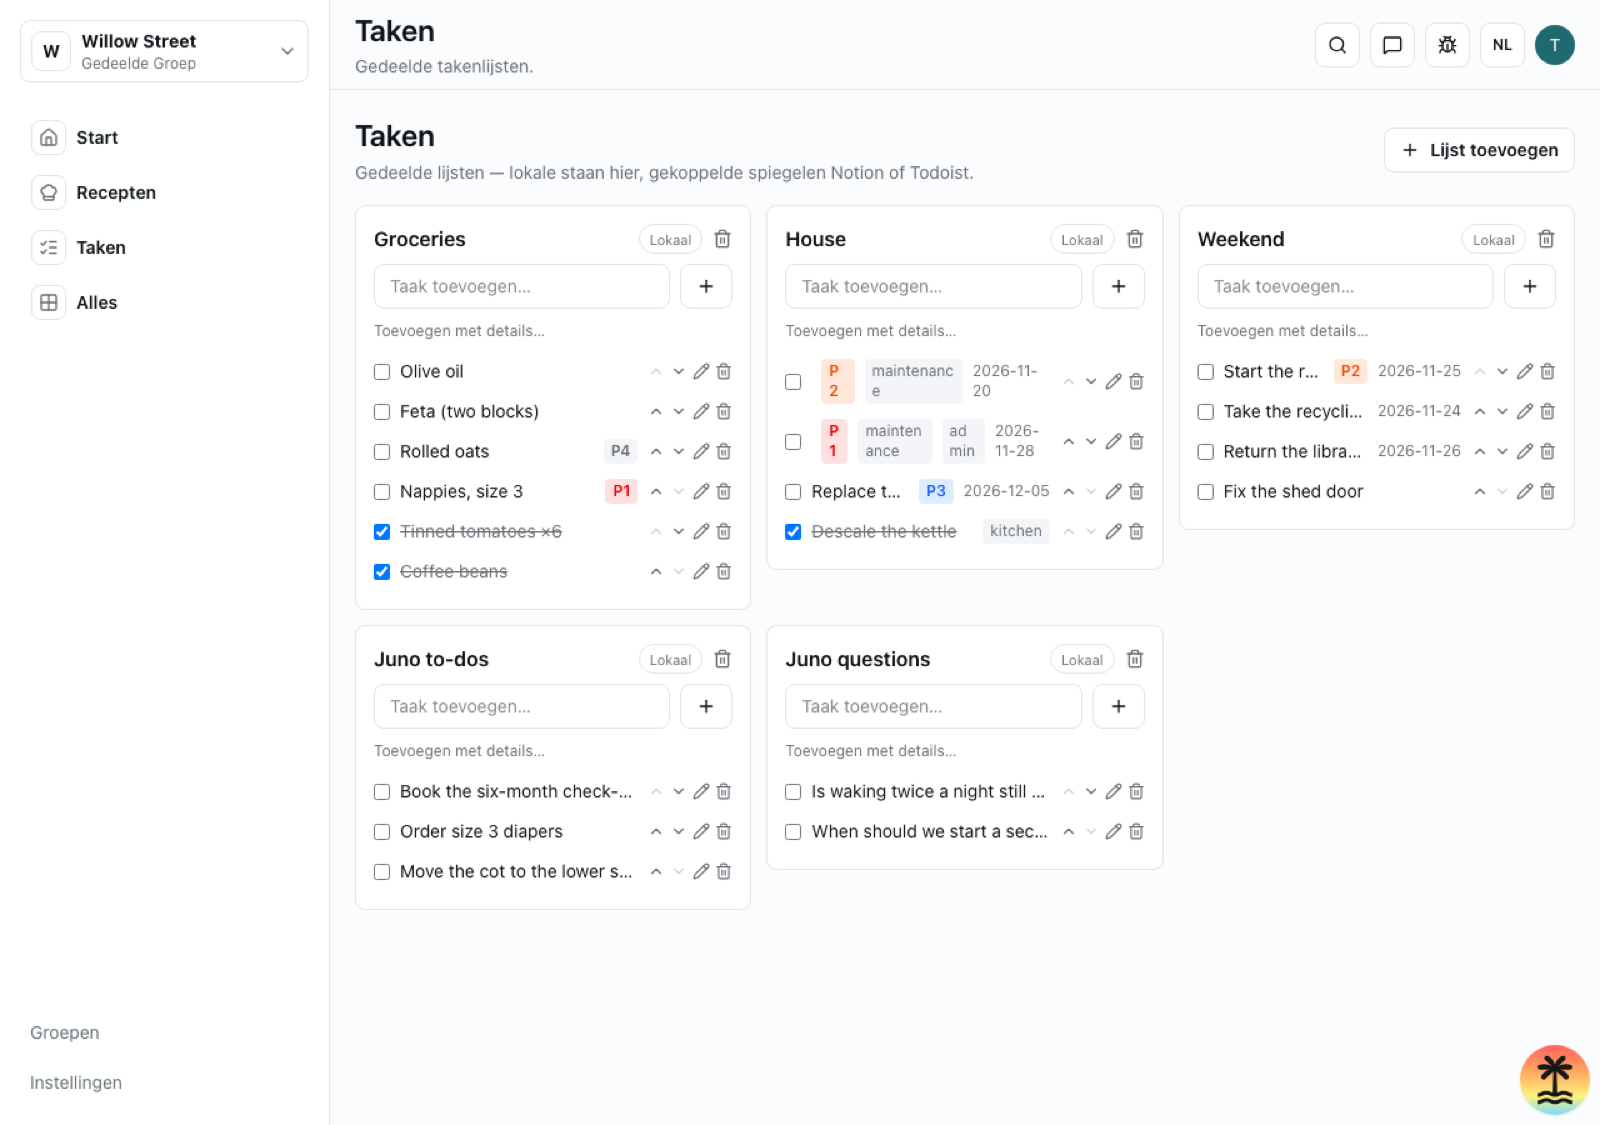 W
Willow Street
Gedeelde Groep
Start
Recepten
Taken
Alles
Groepen
Instellingen
Taken
Gedeelde takenlijsten.
NL
T
Taken
Gedeelde lijsten — lokale staan hier, gekoppelde spiegelen Notion of Todoist.
Lijst toevoegen
Groceries
Lokaal
Taak toevoegen...
Toevoegen met details...
Olive oil
Feta (two blocks)
Rolled oats P4
Nappies, size 3 P1
Tinned tomatoes ×6
Coffee beans
House
Lokaal
Taak toevoegen...
Toevoegen met details...
P maintenanc 2026-11-
2 e 20
P mainten ad 2026-
1 ance min 11-28
Replace t... P3 2026-12-05
Descale the kettle kitchen
Weekend
Lokaal
Taak toevoegen...
Toevoegen met details...
Start the r... P2 2026-11-25
Take the recycli... 2026-11-24
Return the libra... 2026-11-26
Fix the shed door
Juno to-dos
Lokaal
Taak toevoegen...
Toevoegen met details...
Book the six-month check-...
Order size 3 diapers
Move the cot to the lower s...
Juno questions
Lokaal
Taak toevoegen...
Toevoegen met details...
Is waking twice a night still ...
When should we start a sec...